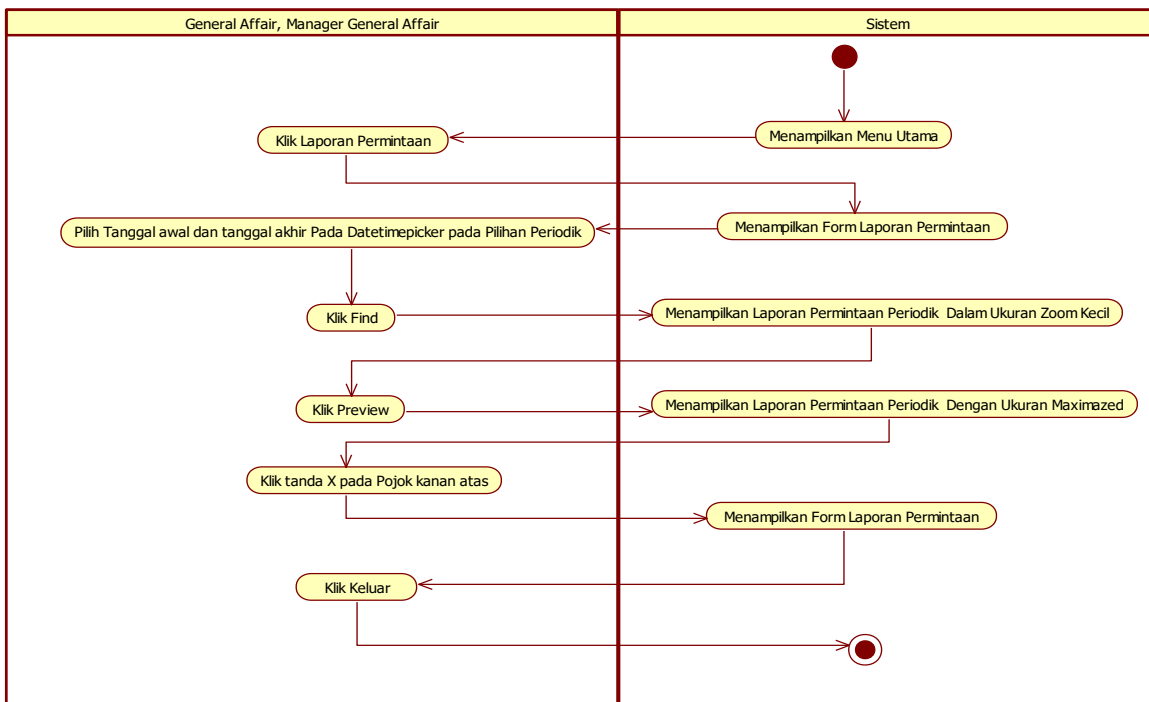 General Affair, Manager General Affair
Sistem
Menampilkan Menu Utama
Klik Laporan Permintaan
Menampilkan Form Laporan Permintaan
Pilih Tanggal awal dan tanggal akhir Pada Datetimepicker pada Pilihan Periodik
Klik Find
Menampilkan Laporan Permintaan Periodik Dalam Ukuran Zoom Kecil
Klik Preview
Menampilkan Laporan Permintaan Periodik Dengan Ukuran Maximazed
Klik tanda X pada Pojok kanan atas
Menampilkan Form Laporan Permintaan
Klik Keluar